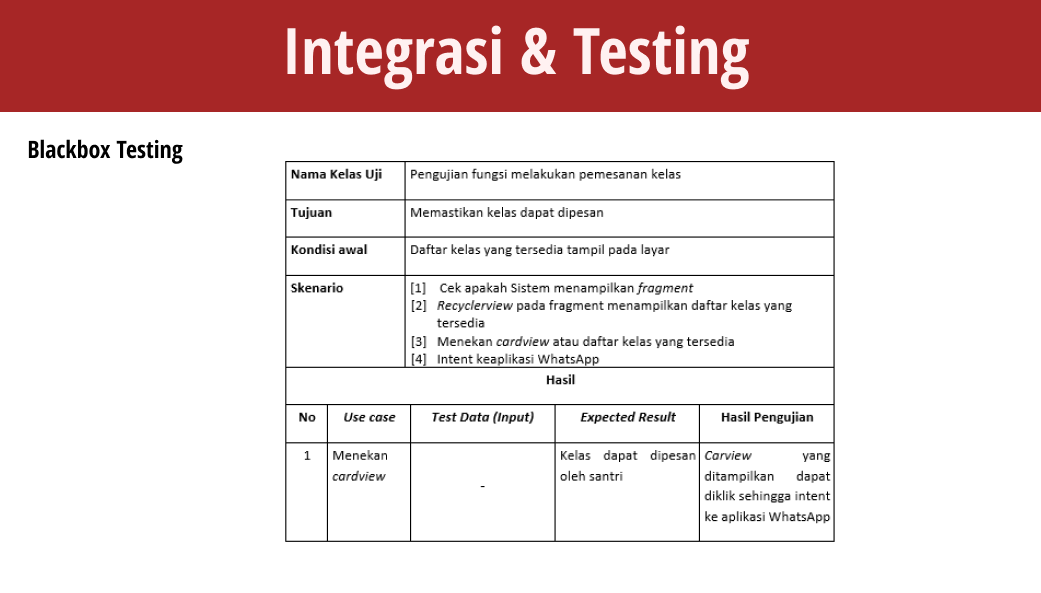 Integrasi & Testing
Blackbox Testing
Nama Kelas Uji Pengujian fungsi melakukan pemesanan kelas
Tujuan Memastikan kelas dapat dipesan
Kondisi awal Daftar kelas yang tersedia tampil pada layar
Skenario [1] Cek apakah Sistem menampilkan fragment
[2] Recyclerview pada fragment menampilkan daftar kelas yang
tersedia
[3] Menekan cardview atau daftar kelas yang tersedia
[4] Intent keaplikasi WhatsApp
Hasil
No Use case Test Data (Input) Expected Result Hasil Pengujian
1 Menekan - Kelas dapat dipesan Carview yang
cardview oleh santri ditampilkan dapat
diklik sehingga intent
ke aplikasi WhatsApp